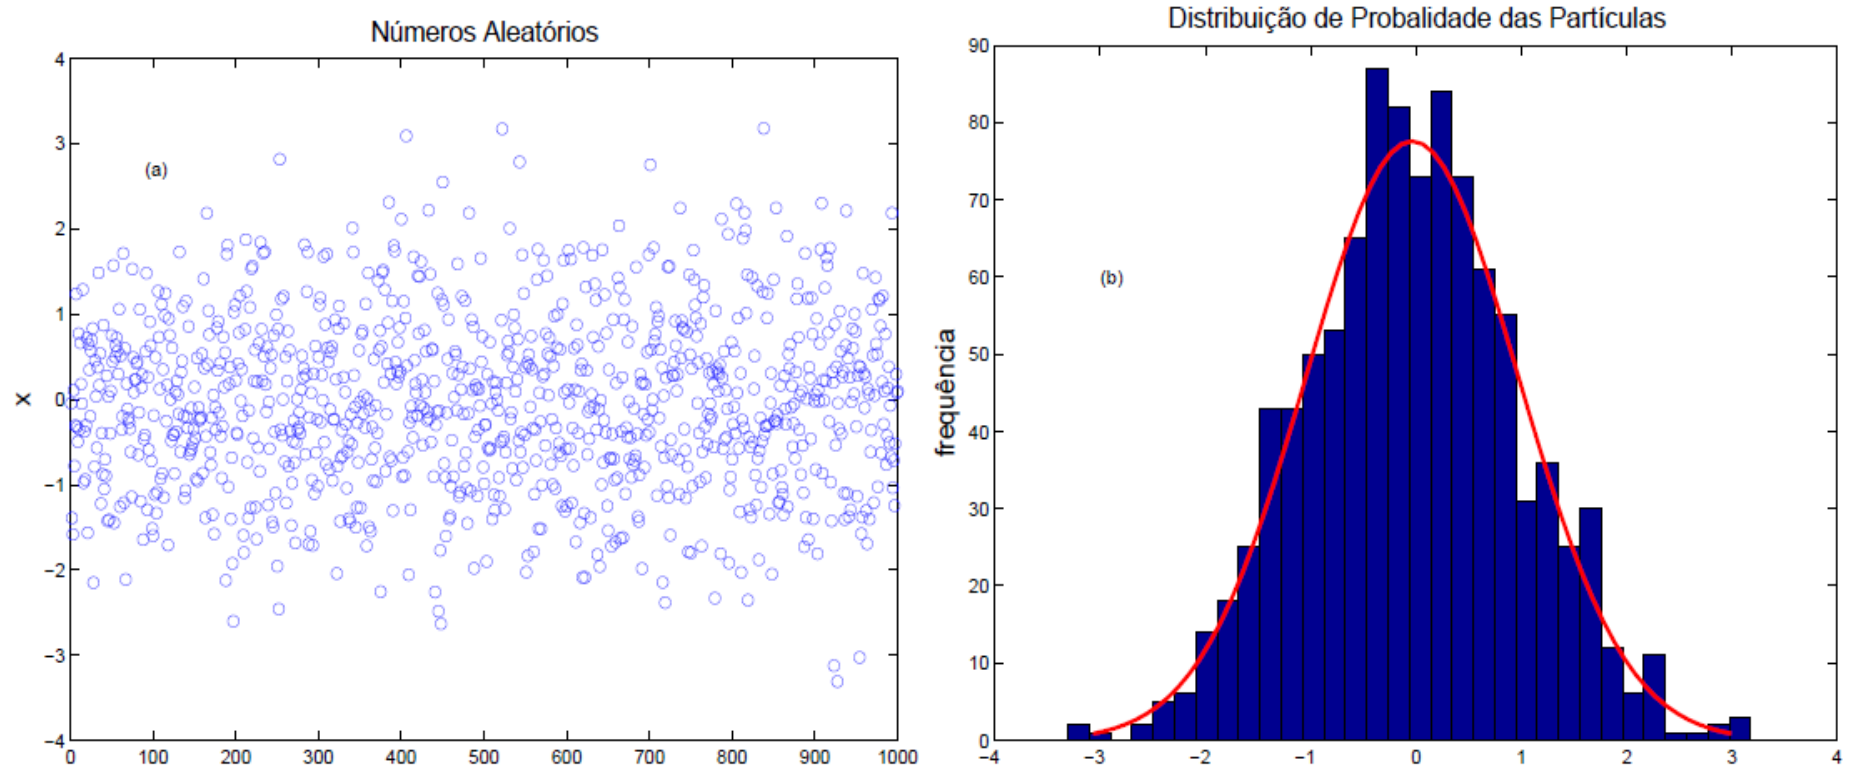 Números Aleatórios
4
3
2
1
0
−1
−2
−3
−4
x
(a)
0 100 200 300 400 500 600 700 800 900 1000
Distribuição de Probalidade das Partículas
90
80
70
60
50
40
30
20
10
0
frequência
(b)
−4 −3 −2 −1 0 1 2 3 4